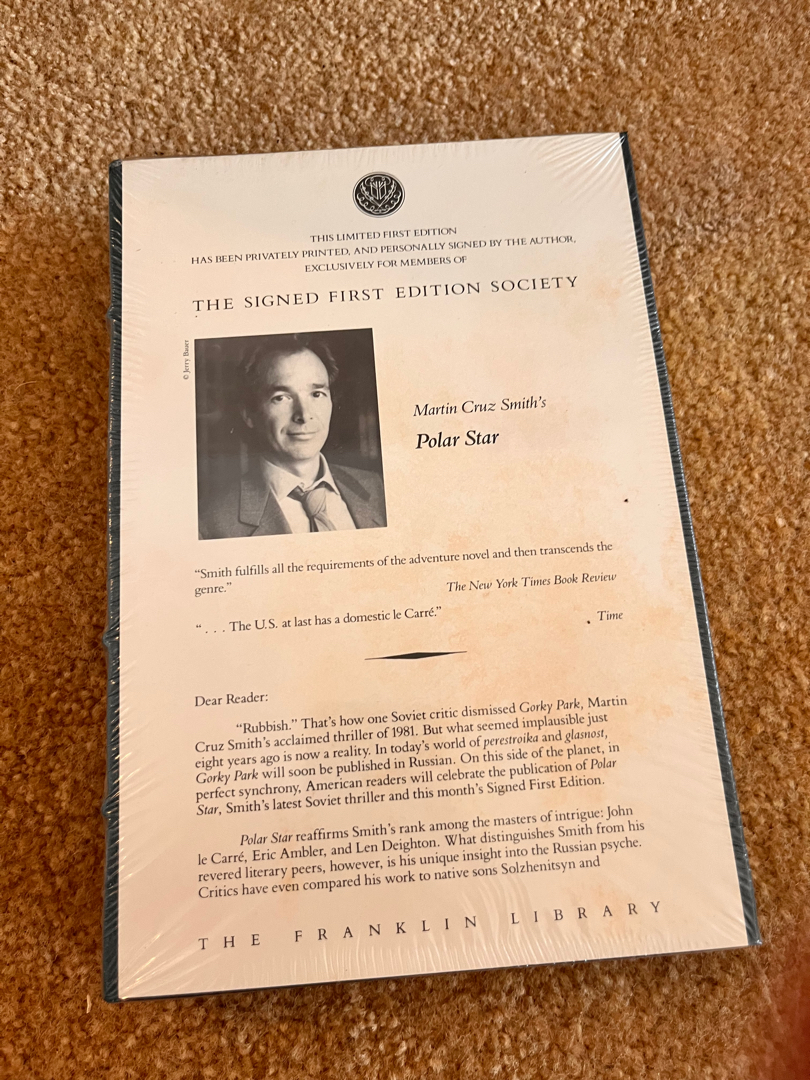 THIS LIMITED FIRST EDITION
HAS BEEN PRIVATELY PRINTED, AND PERSONALLY SIGNED BY THE AUTHOR,
EXCLUSIVELY FOR MEMBERS OF
THE SIGNED FIRST EDITION SOCIETY
© Jerry Bauer
Martin Cruz Smith's
Polar Star
“Smith fulfills all the requirements of the adventure novel and then transcends the
genre.”
The New York Times Book Review
“. . . The U.S. at last has a domestic le Carré.”
Time
Dear Reader:
“Rubbish.” That's how one Soviet critic dismissed Gorky Park, Martin
Cruz Smith's acclaimed thriller of 1981. But what seemed implausible just
eight years ago is now a reality. In today's world of perestroika and glasnost,
Gorky Park will soon be published in Russian. On this side of the planet, in
perfect synchrony, American readers will celebrate the publication of Polar
Star, Smith's latest Soviet thriller and this month's Signed First Edition.
Polar Star reaffirms Smith's rank among the masters of intrigue: John
le Carré, Eric Ambler, and Len Deighton. What distinguishes Smith from his
revered literary peers, however, is his unique insight into the Russian psyche.
Critics have even compared his work to native sons Solzhenitsyn and
THE FRANKLIN LIBRARY